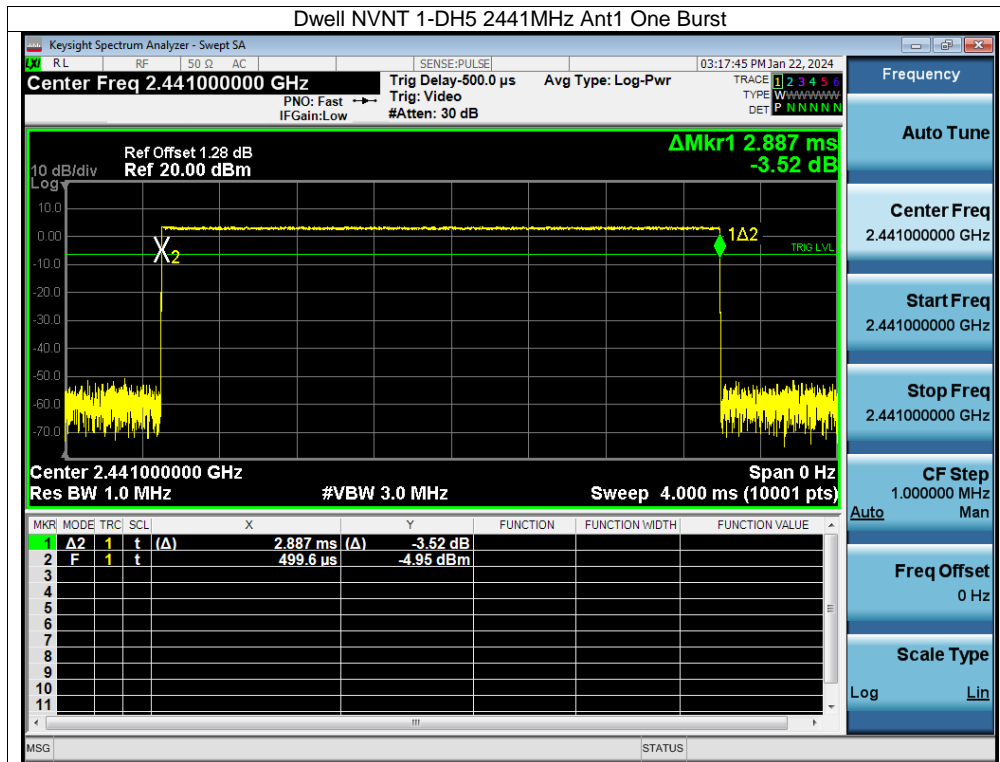 Dwell NVNT 1-DH5 2441MHz Ant1 One Burst
Keysight Spectrum Analyzer - Swept SA
LXI RL RF 50 Ω AC SENSE:PULSE 03:17:45 PM Jan 22, 2024
Center Freq 2.441000000 GHz
PNO: Fast
IFGain:Low
Trig Delay-500.0 µs
Trig: Video
#Atten: 30 dB
Avg Type: Log-Pwr
TRACE 1 2 3 4 5 6
TYPE WWWWWW
DET P NNNNN
Frequency
ΔMkr1 2.887 ms
-3.52 dB
Ref Offset 1.28 dB
10 dB/div Ref 20.00 dBm
Log
10.0
0.00
-10.0
-20.0
-30.0
-40.0
-50.0
-60.0
-70.0
X2
1Δ2
TRIG LVL
Center 2.441000000 GHz Span 0 Hz
Res BW 1.0 MHz #VBW 3.0 MHz Sweep 4.000 ms (10001 pts)
MKR MODE TRC SCL X Y FUNCTION FUNCTION WIDTH FUNCTION VALUE
1 Δ2 1 t (Δ) 2.887 ms (Δ) -3.52 dB
2 F 1 t 499.6 µs -4.95 dBm
3
4
5
6
7
8
9
10
11
Auto Tune
Center Freq
2.441000000 GHz
Start Freq
2.441000000 GHz
Stop Freq
2.441000000 GHz
CF Step
1.000000 MHz
Auto Man
Freq Offset
0 Hz
Scale Type
Log Lin
MSG STATUS